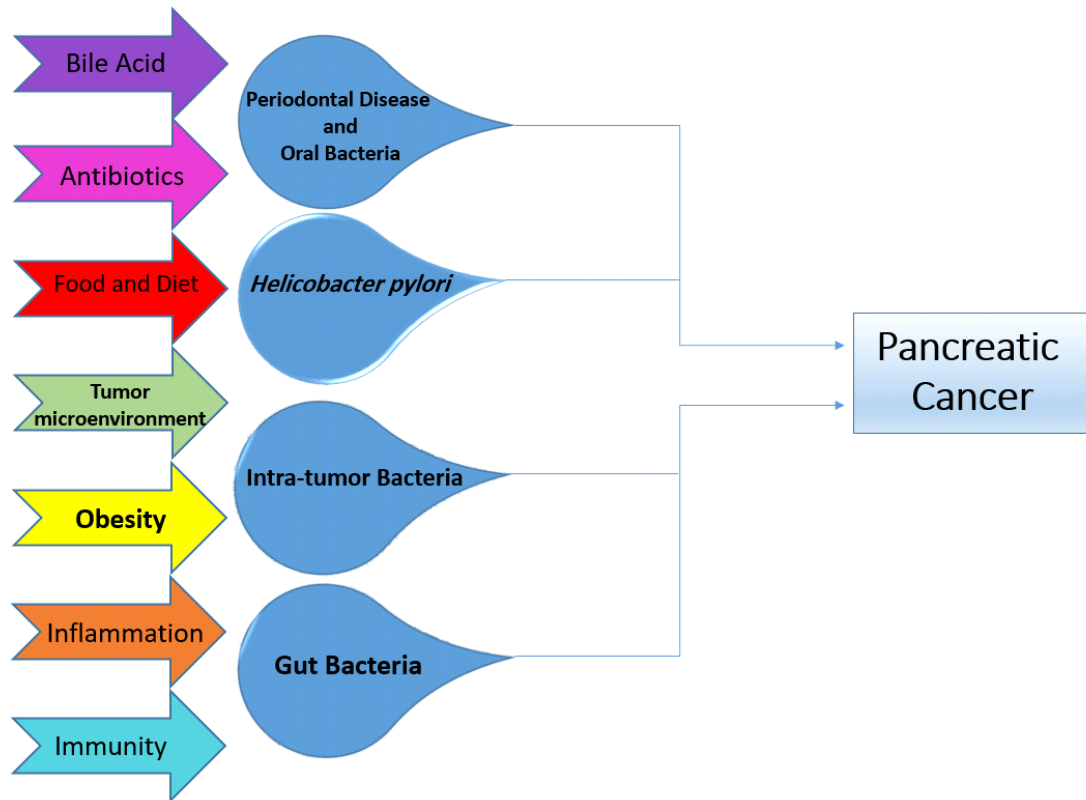 Bile Acid
Antibiotics
Food and Diet
Tumor
microenvironment
Obesity
Inflammation
Immunity
Periodontal Disease
and
Oral Bacteria
Helicobacter pylori
Intra-tumor Bacteria
Gut Bacteria
Pancreatic
Cancer